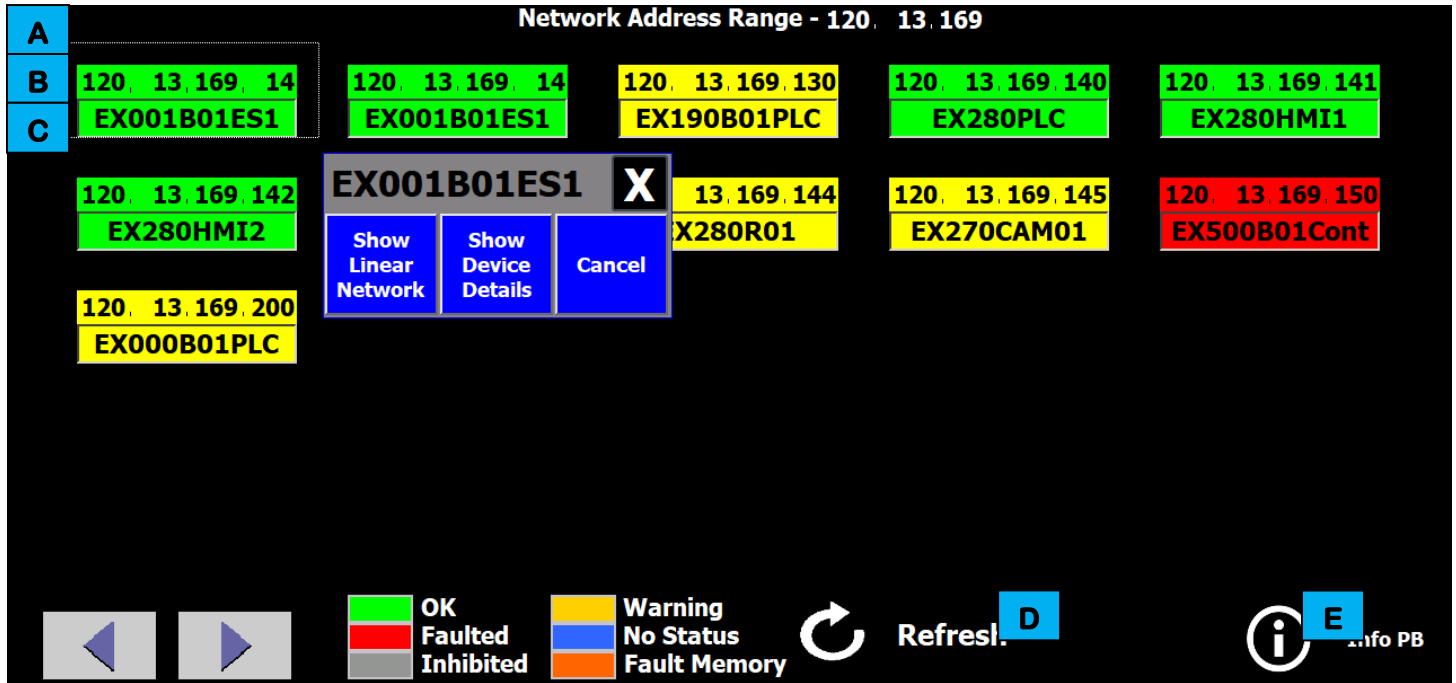 Network Address Range - 120. 13.169
A
B
C
120. 13.169. 14
EX001B01ES1
120. 13.169. 14
EX001B01ES1
120. 13.169.130
EX190B01PLC
120. 13.169.140
EX280PLC
120. 13.169.141
EX280HMI1
120. 13.169.142
EX280HMI2
EX001B01ES1 X
Show
Linear
Network
Show
Device
Details
Cancel
13.169.144
X280R01
120. 13.169.145
EX270CAM01
120. 13.169.150
EX500B01Cont
120. 13.169.200
EX000B01PLC
OK
Faulted
Inhibited
Warning
No Status
Fault Memory
Refresh
D
i
E
Info PB